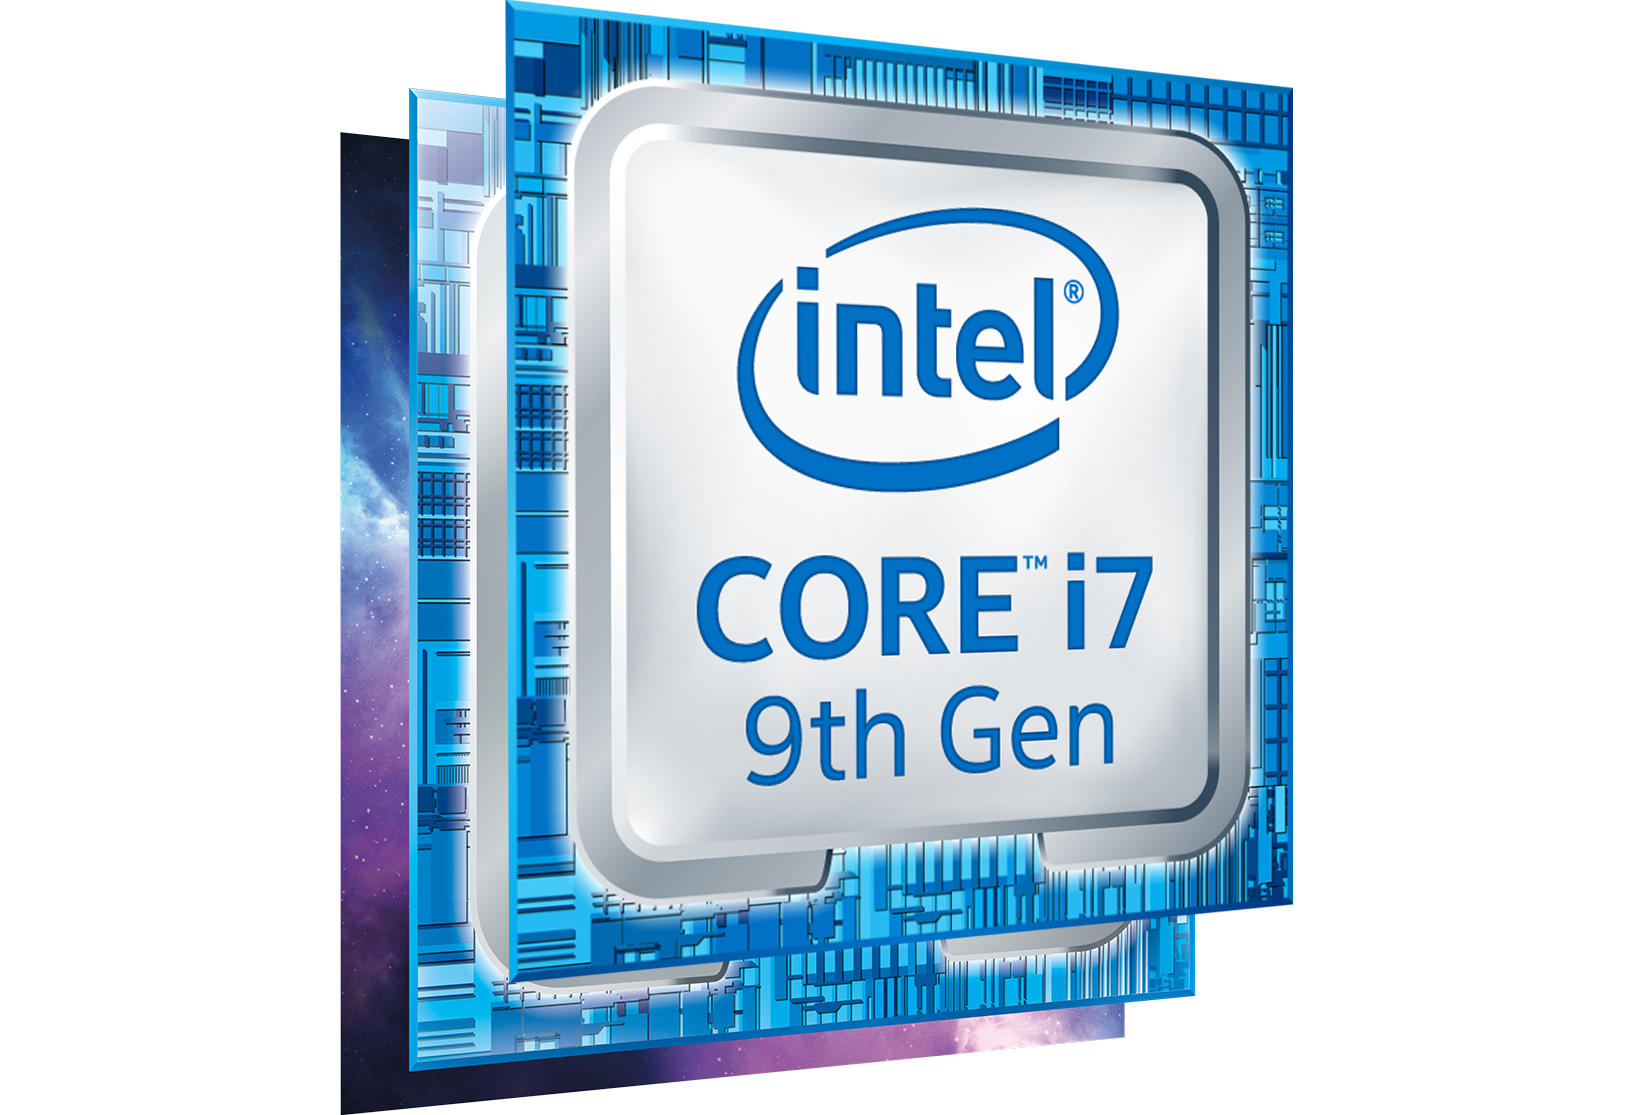 intel®
CORE™ i7
9th Gen